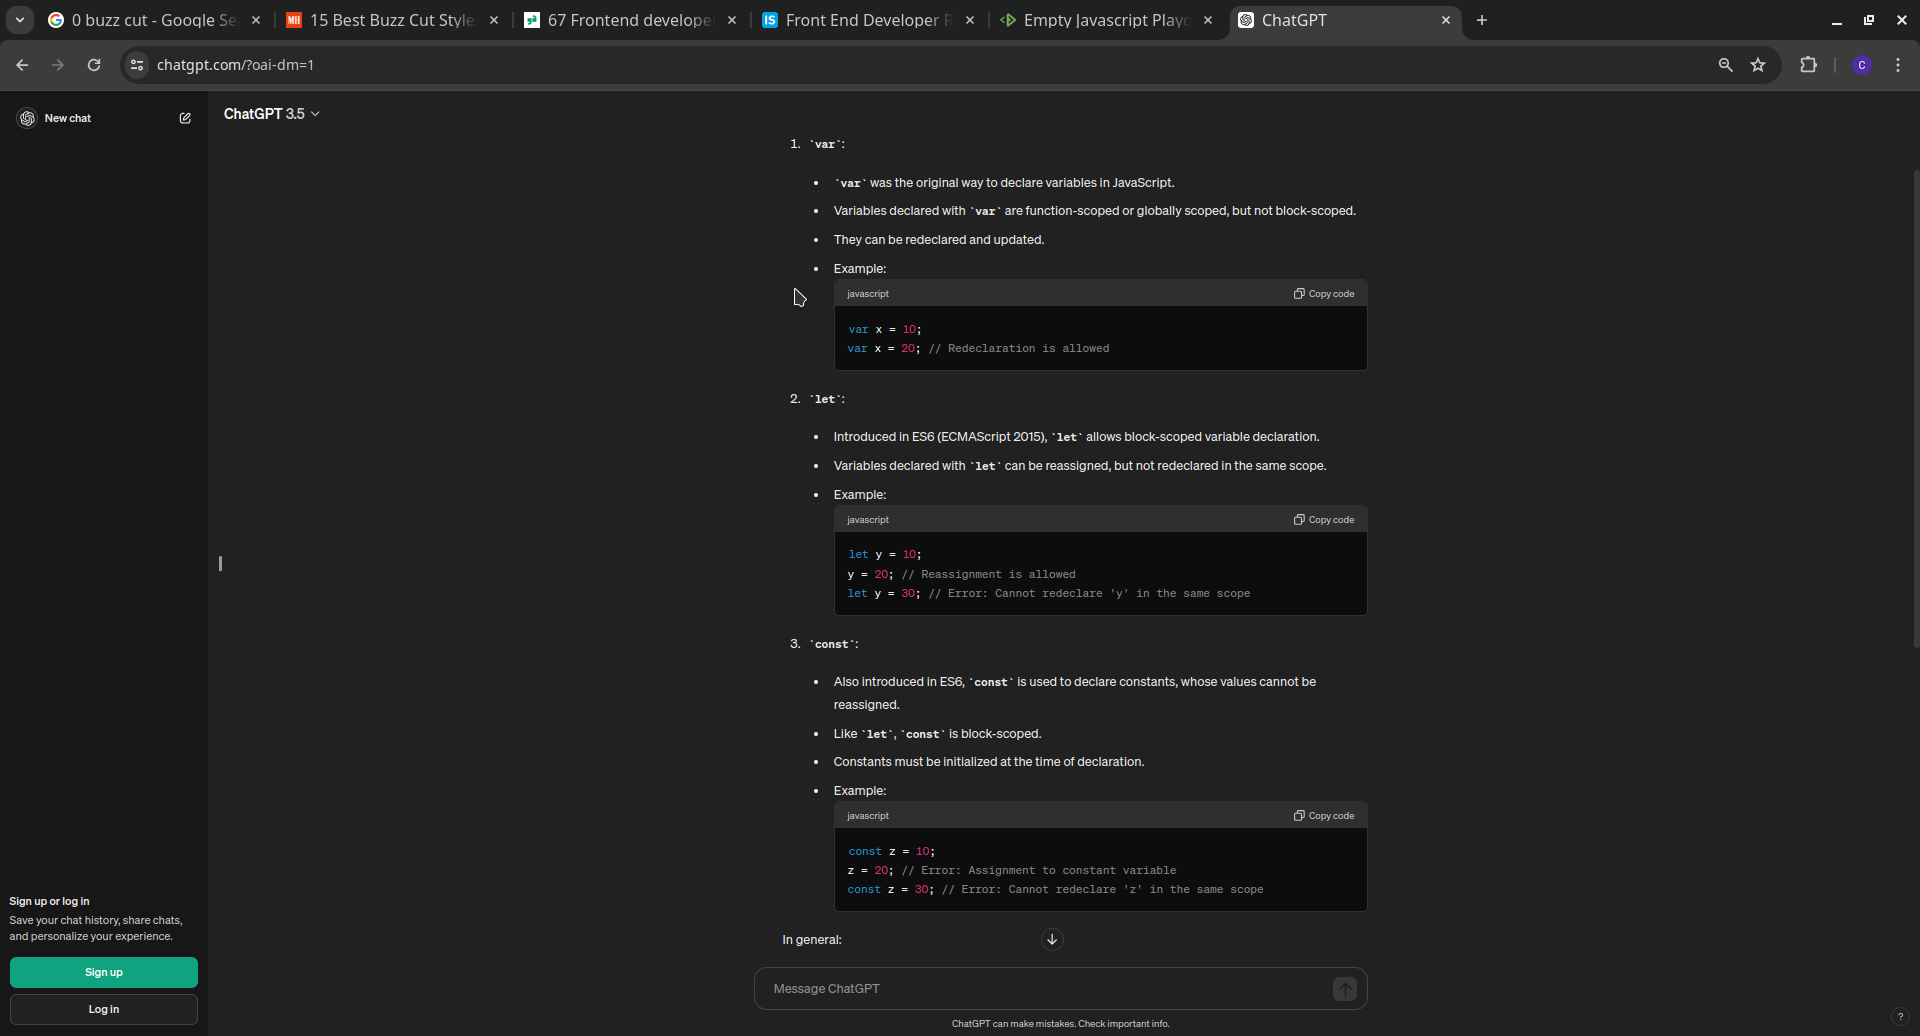 0 buzz cut - Google Se
15 Best Buzz Cut Style
67 Frontend develope
Front End Developer R
Empty Javascript Playg
ChatGPT
chatgpt.com/?oai-dm=1
C
New chat
ChatGPT 3.5
1. `var`:
• `var` was the original way to declare variables in JavaScript.
• Variables declared with `var` are function-scoped or globally scoped, but not block-scoped.
• They can be redeclared and updated.
• Example:
javascript
Copy code
var x = 10;
var x = 20; // Redeclaration is allowed
2. `let`:
• Introduced in ES6 (ECMAScript 2015), `let` allows block-scoped variable declaration.
• Variables declared with `let` can be reassigned, but not redeclared in the same scope.
• Example:
javascript
Copy code
let y = 10;
y = 20; // Reassignment is allowed
let y = 30; // Error: Cannot redeclare 'y' in the same scope
3. `const`:
• Also introduced in ES6, `const` is used to declare constants, whose values cannot be
reassigned.
• Like `let`, `const` is block-scoped.
• Constants must be initialized at the time of declaration.
• Example:
javascript
Copy code
const z = 10;
z = 20; // Error: Assignment to constant variable
const z = 30; // Error: Cannot redeclare 'z' in the same scope
In general:
Sign up or log in
Save your chat history, share chats,
and personalize your experience.
Sign up
Log in
Message ChatGPT
ChatGPT can make mistakes. Check important info.
?